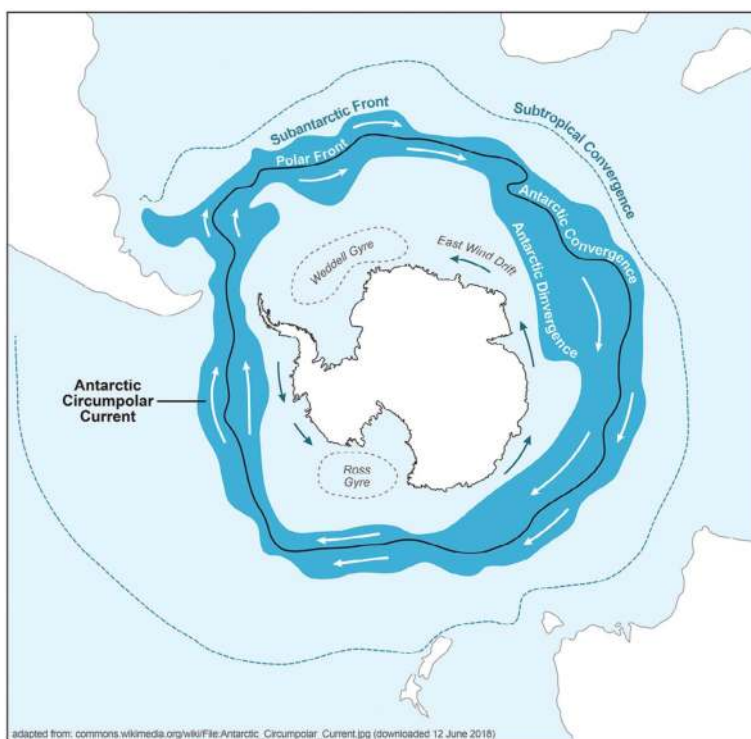 Subantarctic Front
Polar Front
Subtropical Convergence
Antarctic Convergence
Antarctic Dinvergence
East Wind Drift
Weddell Gyre
Antarctic
Circumpolar
Current
Ross
Gyre
adapted from: commons.wikimedia.org/wiki/File:Antarctic_Circumpolar_Current.jpg (downloaded 12 June 2018)